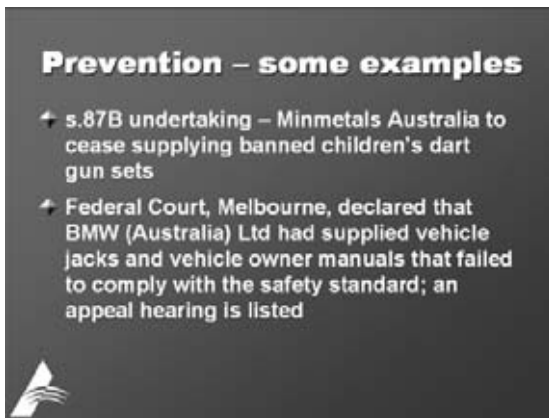 Prevention – some examples
s.87B undertaking – Minmetals Australia to
cease supplying banned children's dart
gun sets
Federal Court, Melbourne, declared that
BMW (Australia) Ltd had supplied vehicle
jacks and vehicle owner manuals that failed
to comply with the safety standard; an
appeal hearing is listed